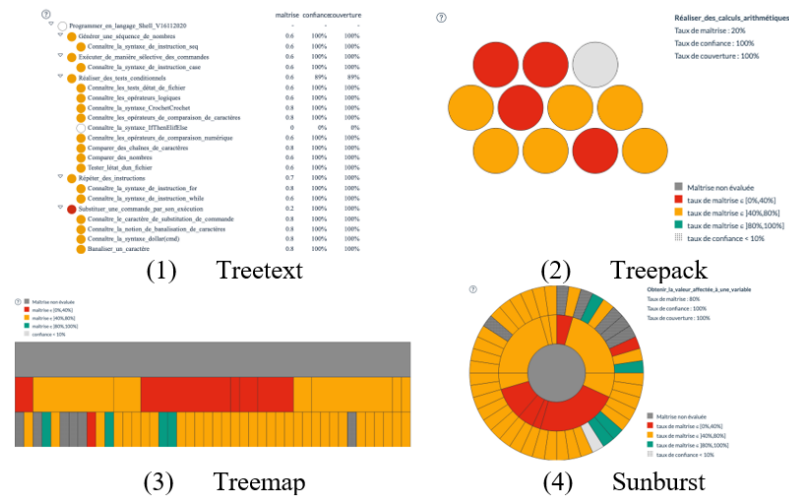 maîtrise confiance couverture
Programmer_en_langage_Shell_V16112020 - - -
Générer_une_séquence_de_nombres 0.6 100% 100%
Connaître_la_syntaxe_de_instruction_seq 0.6 100% 100%
Exécuter_de_manière_sélective_des_commandes 0.6 100% 100%
Connaître_la_syntaxe_de_instruction_case 0.6 100% 100%
Réaliser_des_tests_conditionnels 0.6 89% 89%
Connaître_les_tests_détat_de_fichier 0.6 100% 100%
Connaître_les_opérateurs_logiques 0.6 100% 100%
Connaître_la_syntaxe_CrochetCrochet 0.8 100% 100%
Connaître_les_opérateurs_de_comparaison_de_caractères 0.8 100% 100%
Connaître_la_syntaxe_IfThenElifElse 0 0% 0%
Connaître_les_opérateurs_de_comparaison_numérique 0.6 100% 100%
Comparer_des_chaînes_de_caractères 0.8 100% 100%
Comparer_des_nombres 0.6 100% 100%
Tester_létat_dun_fichier 0.6 100% 100%
Répéter_des_instructions 0.7 100% 100%
Connaître_la_syntaxe_de_instruction_for 0.8 100% 100%
Connaître_la_syntaxe_de_instruction_while 0.6 100% 100%
Substituer_une_commande_par_son_exécution 0.2 100% 100%
Connaître_le_caractère_de_substitution_de_commande 0.8 100% 100%
Connaître_la_notion_de_banalisation_de_caractères 0.8 100% 100%
Connaître_la_syntaxe_dollar(cmd) 0.8 100% 100%
Banaliser_un_caractère 0.8 100% 100%
(1) Treetext
Réaliser_des_calculs_arithmétiques
Taux de maîtrise : 20%
Taux de confiance : 100%
Taux de couverture : 100%
Maîtrise non évaluée
taux de maîtrise ϵ [0%,40%]
taux de maîtrise ϵ ]40%,80%]
taux de maîtrise ϵ ]80%,100%]
taux de confiance < 10%
(2) Treepack
Maîtrise non évaluée
maîtrise ϵ [0%,40%]
maîtrise ϵ ]40%,80%]
maîtrise ϵ ]80%,100%]
confiance < 10%
(3) Treemap
Obtenir_la_valeur_affectée_à_une_variable
Taux de maîtrise : 80%
Taux de confiance : 100%
Taux de couverture : 100%
Maîtrise non évaluée
taux de maîtrise ϵ [0%,40%]
taux de maîtrise ϵ ]40%,80%]
taux de maîtrise ϵ ]80%,100%]
taux de confiance < 10%
(4) Sunburst